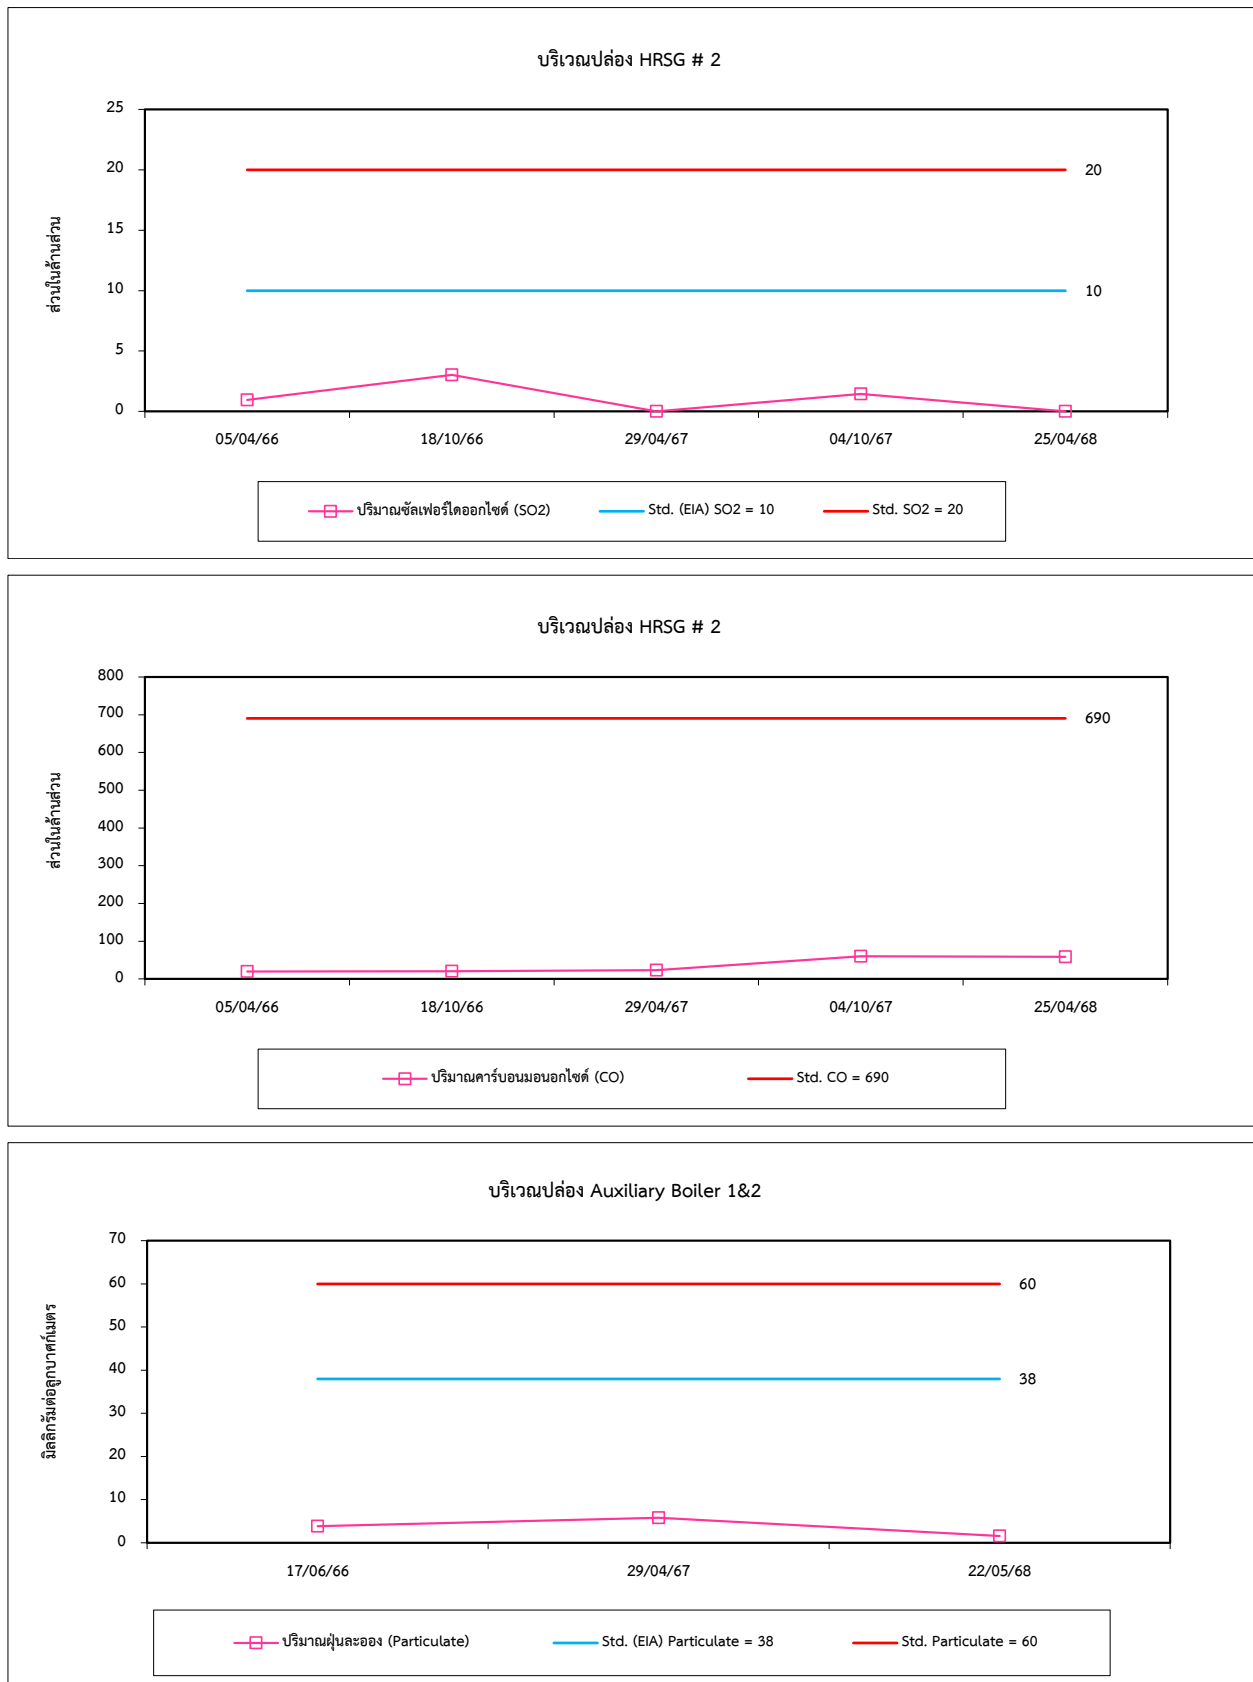 บริเวณปล่อง HRSG # 2
25
20
15
10
5
0
ส่วนในล้านส่วน
20
10
05/04/66 18/10/66 29/04/67 04/10/67 25/04/68
ปริมาณซัลเฟอร์ไดออกไซด์ (SO2) Std. (EIA) SO2 = 10 Std. SO2 = 20
บริเวณปล่อง HRSG # 2
800
700
600
500
400
300
200
100
0
ส่วนในล้านส่วน
690
05/04/66 18/10/66 29/04/67 04/10/67 25/04/68
ปริมาณคาร์บอนมอนอกไซด์ (CO) Std. CO = 690
บริเวณปล่อง Auxiliary Boiler 1&2
70
60
50
40
30
20
10
0
มิลลิกรัมต่อลูกบาศก์เมตร
60
38
17/06/66 29/04/67 22/05/68
ปริมาณฝุ่นละออง (Particulate) Std. (EIA) Particulate = 38 Std. Particulate = 60